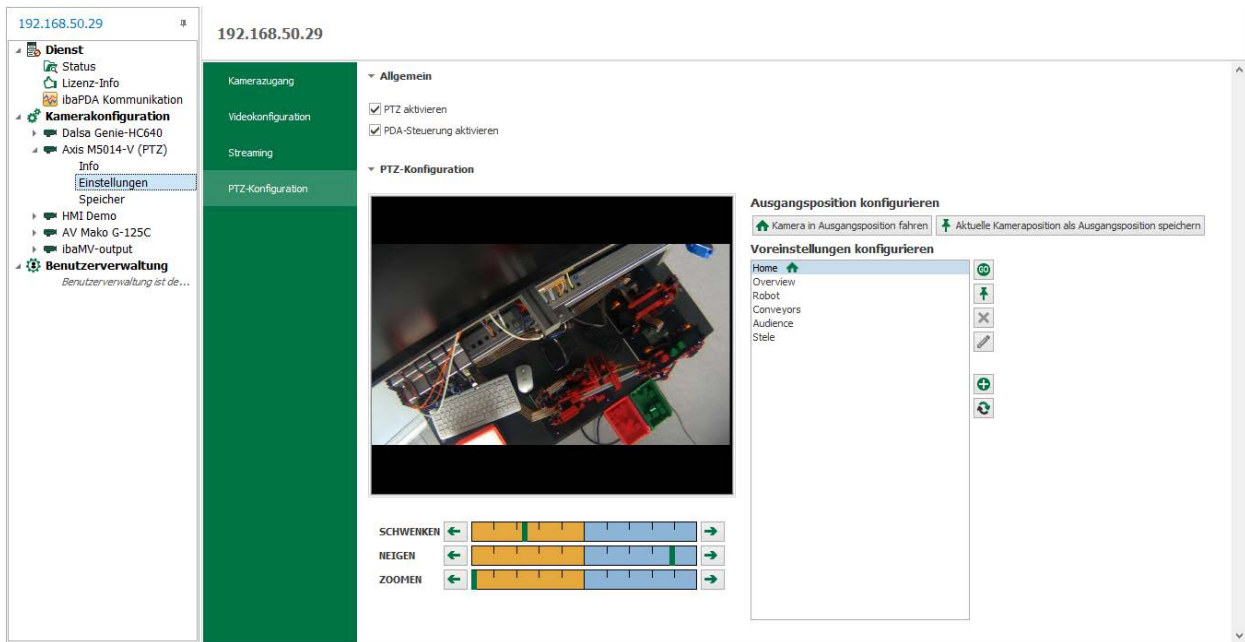 192.168.50.29
Dienst
Status
Lizenz-Info
ibaPDA Kommunikation
Kamerakonfiguration
Dalsa Genie-HC640
Axis M5014-V (PTZ)
Info
Einstellungen
Speicher
HMI Demo
AV Mako G-125C
ibaMV-output
Benutzerverwaltung
Benutzerverwaltung ist de...
192.168.50.29
Kamerazugang
Videokonfiguration
Streaming
PTZ-Konfiguration
Allgemein
PTZ aktivieren
PDA-Steuerung aktivieren
PTZ-Konfiguration
SCHWENKEN
NEIGEN
ZOOMEN
Ausgangsposition konfigurieren
Kamera in Ausgangsposition fahren
Aktuelle Kameraposition als Ausgangsposition speichern
Voreinstellungen konfigurieren
Home
Overview
Robot
Conveyors
Audience
Stele
GO